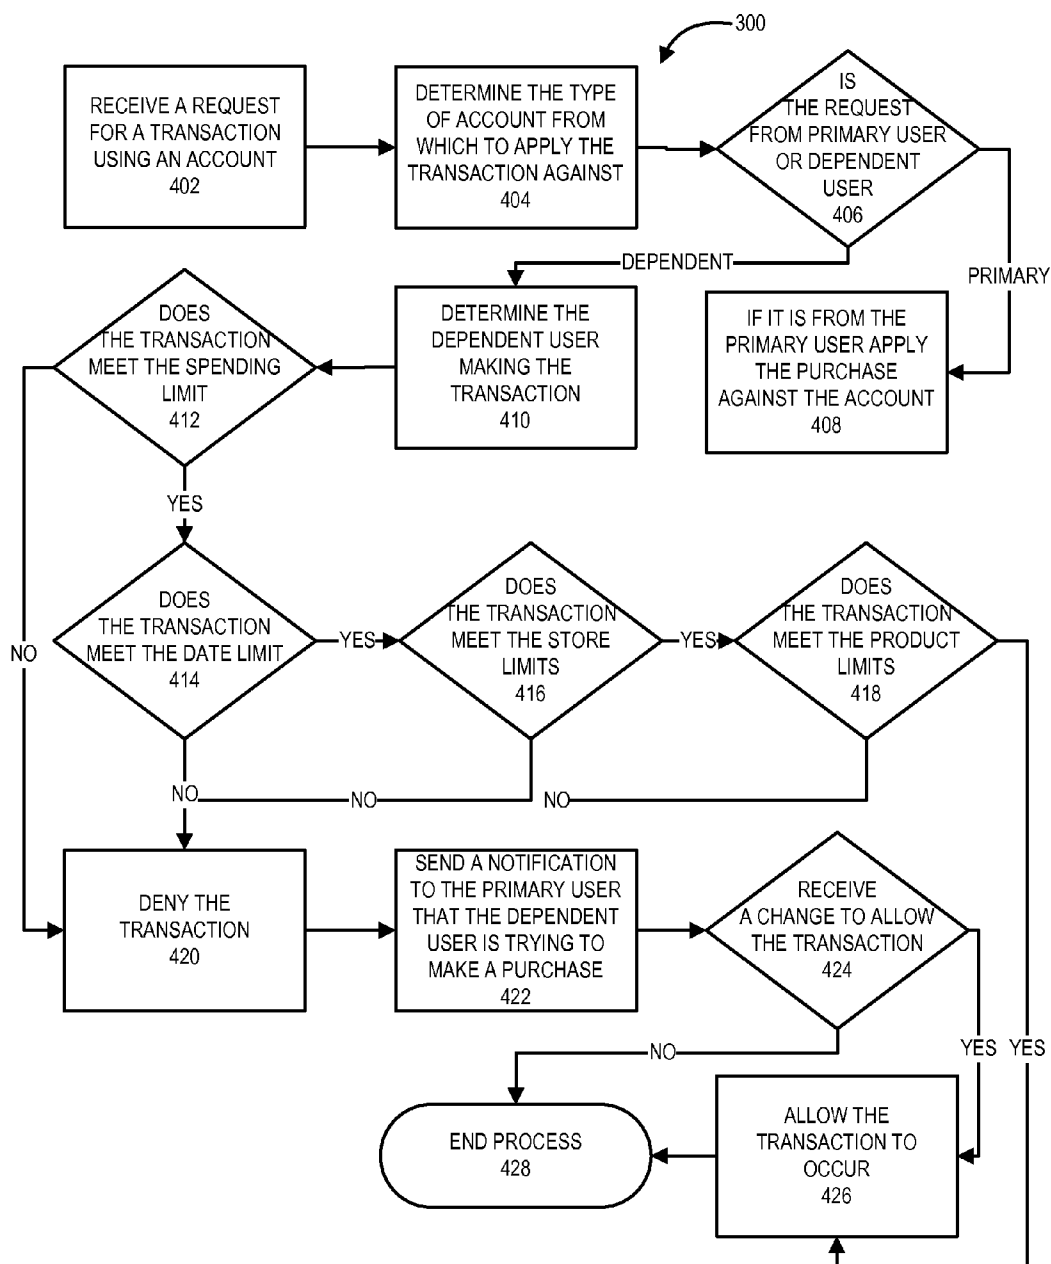 300
RECEIVE A REQUEST
FOR A TRANSACTION
USING AN ACCOUNT
402
DETERMINE THE TYPE
OF ACCOUNT FROM
WHICH TO APPLY THE
TRANSACTION AGAINST
404
IS
THE REQUEST
FROM PRIMARY USER
OR DEPENDENT
USER
406
DEPENDENT
PRIMARY
DOES
THE TRANSACTION
MEET THE SPENDING
LIMIT
412
DETERMINE THE
DEPENDENT USER
MAKING THE
TRANSACTION
410
IF IT IS FROM THE
PRIMARY USER APPLY
THE PURCHASE
AGAINST THE ACCOUNT
408
YES
NO
DOES
THE TRANSACTION
MEET THE DATE LIMIT
414
YES
DOES
THE TRANSACTION
MEET THE STORE
LIMITS
416
YES
DOES
THE TRANSACTION
MEET THE PRODUCT
LIMITS
418
NO
NO
NO
DENY THE
TRANSACTION
420
SEND A NOTIFICATION
TO THE PRIMARY USER
THAT THE DEPENDENT
USER IS TRYING TO
MAKE A PURCHASE
422
RECEIVE
A CHANGE TO ALLOW
THE TRANSACTION
424
NO
YES
YES
END PROCESS
428
ALLOW THE
TRANSACTION TO
OCCUR
426